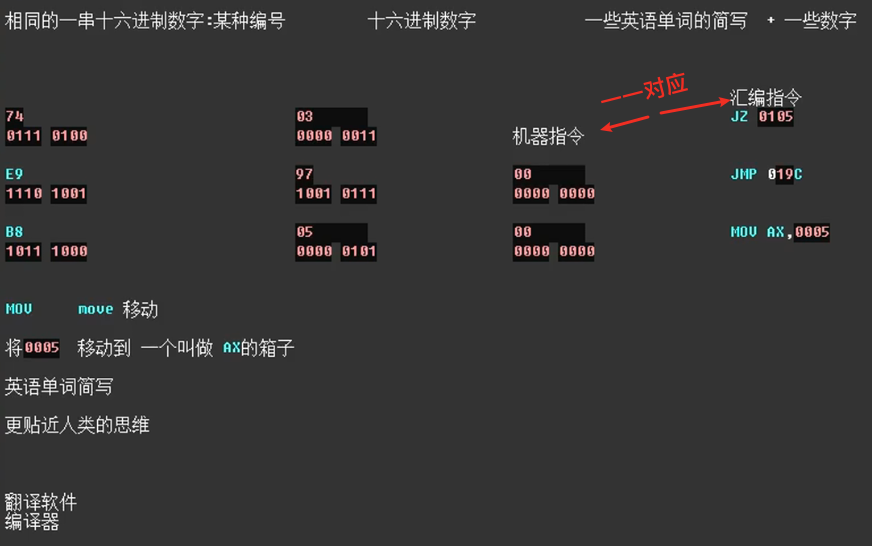 相同的一串十六进制数字:某种编号 十六进制数字 一些英语单词的简写 + 一些数字
一一对应
汇编指令
74 03 JZ 0105
0111 0100 0000 0011 机器指令
E9 97 00 JMP 019C
1110 1001 1001 0111 0000 0000
B8 05 00 MOV AX,0005
1011 1000 0000 0101 0000 0000
MOV move 移动
将0005 移动到 一个叫做 AX的箱子
英语单词简写
更贴近人类的思维
翻译软件
编译器